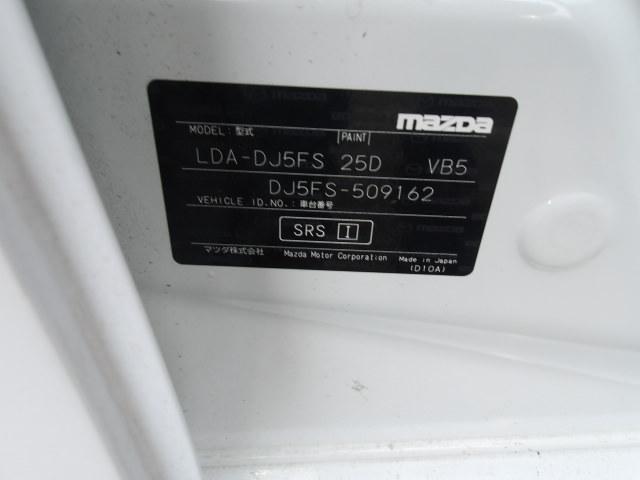 mazda
MODEL: 型式 PAINT
LDA-DJ5FS 25D VB5
DJ5FS-509162
VEHICLE ID.NO.: 車台番号
SRS I
マツダ株式会社 Mazda Motor Corporation Made in Japan
(D10A)